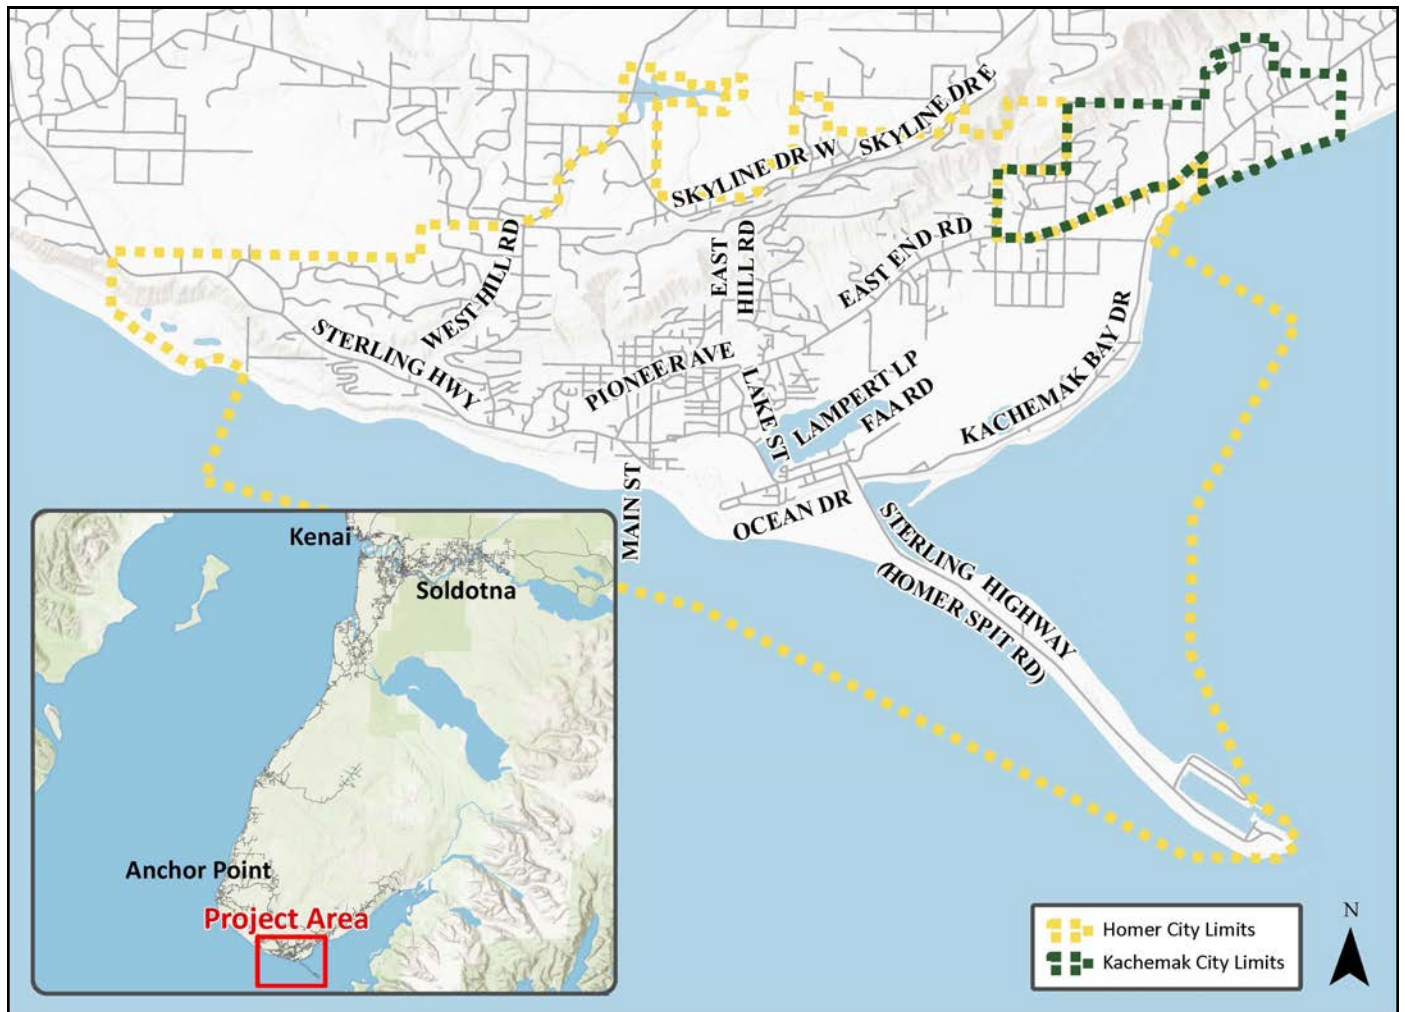 SKYLINE DR E
SKYLINE DR W
WEST HILL RD
EAST
HILL RD
EAST END RD
STERLING HWY
PIONEER AVE
LAKE ST
LAMPERT LP
FAA RD
KACHEMAK BAY DR
MAIN ST
OCEAN DR
STERLING HIGHWAY
(HOMER SPIT RD)
Kenai
Soldotna
Anchor Point
Project Area
N
Homer City Limits
Kachemak City Limits